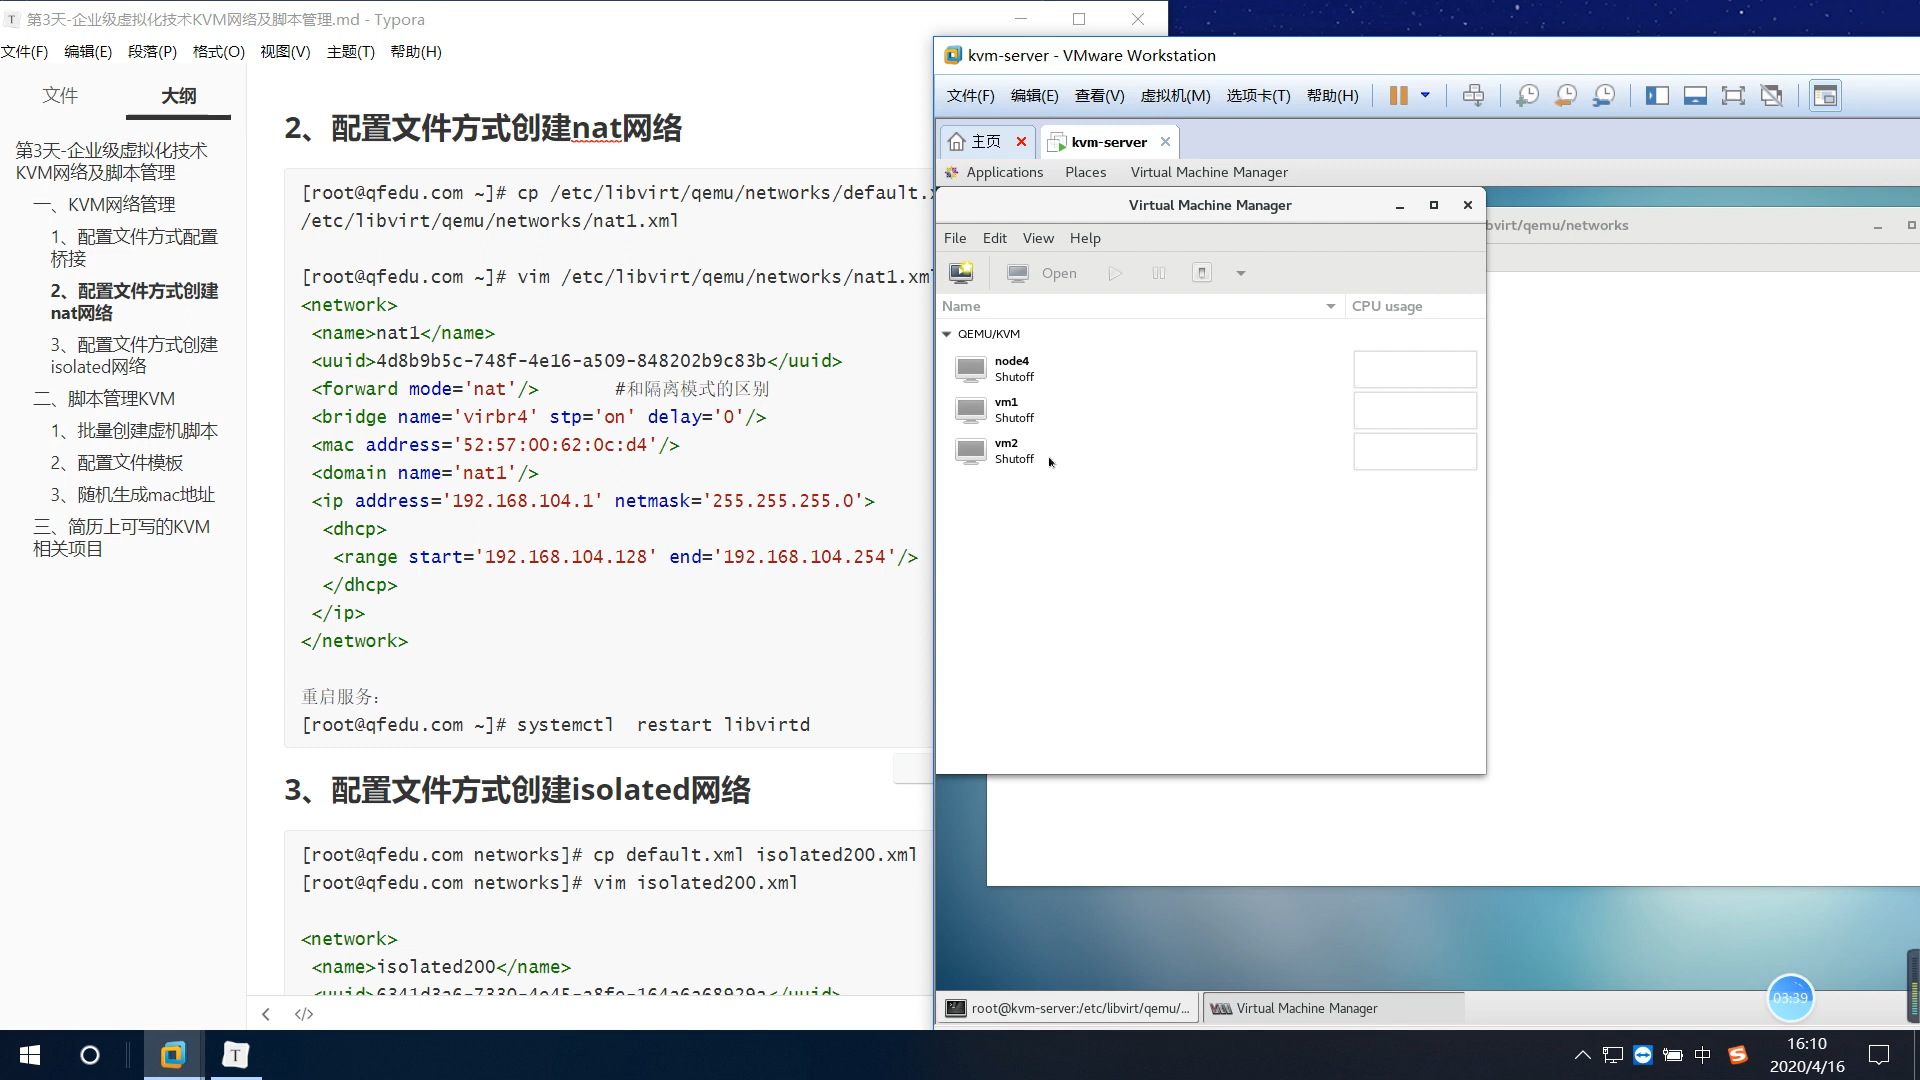 第3天-企业级虚拟化技术KVM网络及脚本管理.md - Typora
文件(F) 编辑(E) 段落(P) 格式(O) 视图(V) 主题(T) 帮助(H)
文件 大纲
第3天-企业级虚拟化技术
KVM网络及脚本管理
一、KVM网络管理
1、配置文件方式配置
桥接
2、配置文件方式创建
nat网络
3、配置文件方式创建
isolated网络
二、脚本管理KVM
1、批量创建虚机脚本
2、配置文件模板
3、随机生成mac地址
三、简历上可写的KVM
相关项目
2、配置文件方式创建nat网络
[root@qfedu.com ~]# cp /etc/libvirt/qemu/networks/default.x
/etc/libvirt/qemu/networks/nat1.xml
[root@qfedu.com ~]# vim /etc/libvirt/qemu/networks/nat1.xm
<network>
<name>nat1</name>
<uuid>4d8b9b5c-748f-4e16-a509-848202b9c83b</uuid>
<forward mode='nat'/> #和隔离模式的区别
<bridge name='virbr4' stp='on' delay='0'/>
<mac address='52:57:00:62:0c:d4'/>
<domain name='nat1'/>
<ip address='192.168.104.1' netmask='255.255.255.0'>
<dhcp>
<range start='192.168.104.128' end='192.168.104.254'/>
</dhcp>
</ip>
</network>
重启服务:
[root@qfedu.com ~]# systemctl restart libvirtd
3、配置文件方式创建isolated网络
[root@qfedu.com networks]# cp default.xml isolated200.xml
[root@qfedu.com networks]# vim isolated200.xml
<network>
<name>isolated200</name>
<uuid>6341d3a6-7330-4e45-a8fe-164a6a68929a</uuid>
kvm-server - VMware Workstation
文件(F) 编辑(E) 查看(V) 虚拟机(M) 选项卡(T) 帮助(H)
主页 kvm-server
Applications Places Virtual Machine Manager
Virtual Machine Manager
bvirt/qemu/networks
File Edit View Help
Open
Name CPU usage
QEMU/KVM
node4
Shutoff
vm1
Shutoff
vm2
Shutoff
03:39
root@kvm-server:/etc/libvirt/qemu/... Virtual Machine Manager
中
16:10
2020/4/16